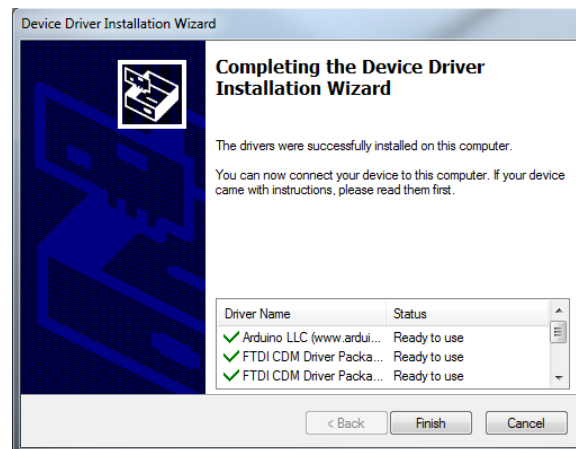 Device Driver Installation Wizard
Completing the Device Driver
Installation Wizard
The drivers were successfully installed on this computer.
You can now connect your device to this computer. If your device
came with instructions, please read them first.
Driver Name Status
Arduino LLC (www.ardui... Ready to use
FTDI CDM Driver Packa... Ready to use
FTDI CDM Driver Packa... Ready to use
< Back Finish Cancel